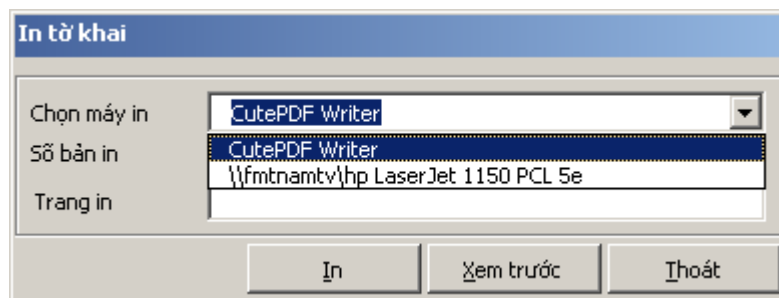 In tờ khai
Chọn máy in CutePDF Writer
Số bản in CutePDF Writer
\\fmtnamtv\hp LaserJet 1150 PCL 5e
Trang in
In Xem trước Thoát